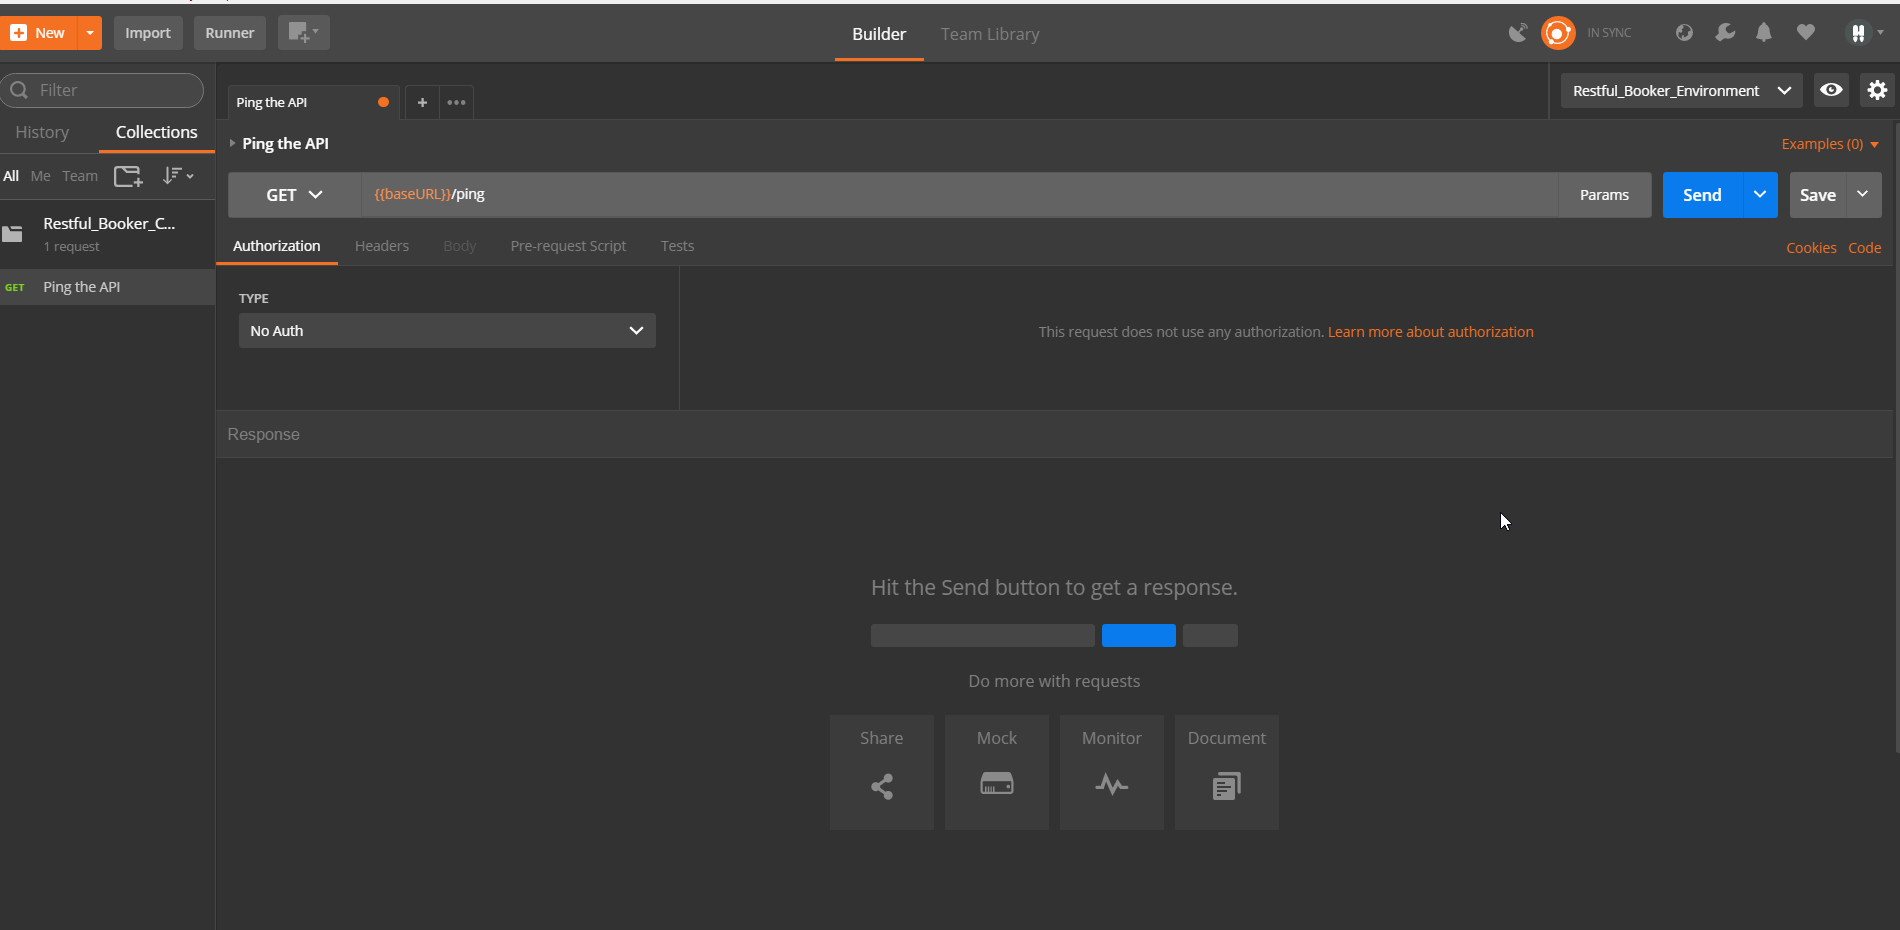 New Import Runner Builder Team Library IN SYNC
Filter
Ping the API Restful_Booker_Environment
History Collections
Ping the API Examples (0)
All Me Team
GET {{baseURL}}/ping Params Send Save
Restful_Booker_C...
1 request
Authorization Headers Body Pre-request Script Tests Cookies Code
GET Ping the API
TYPE
No Auth
This request does not use any authorization. Learn more about authorization
Response
Hit the Send button to get a response.
Do more with requests
Share Mock Monitor Document